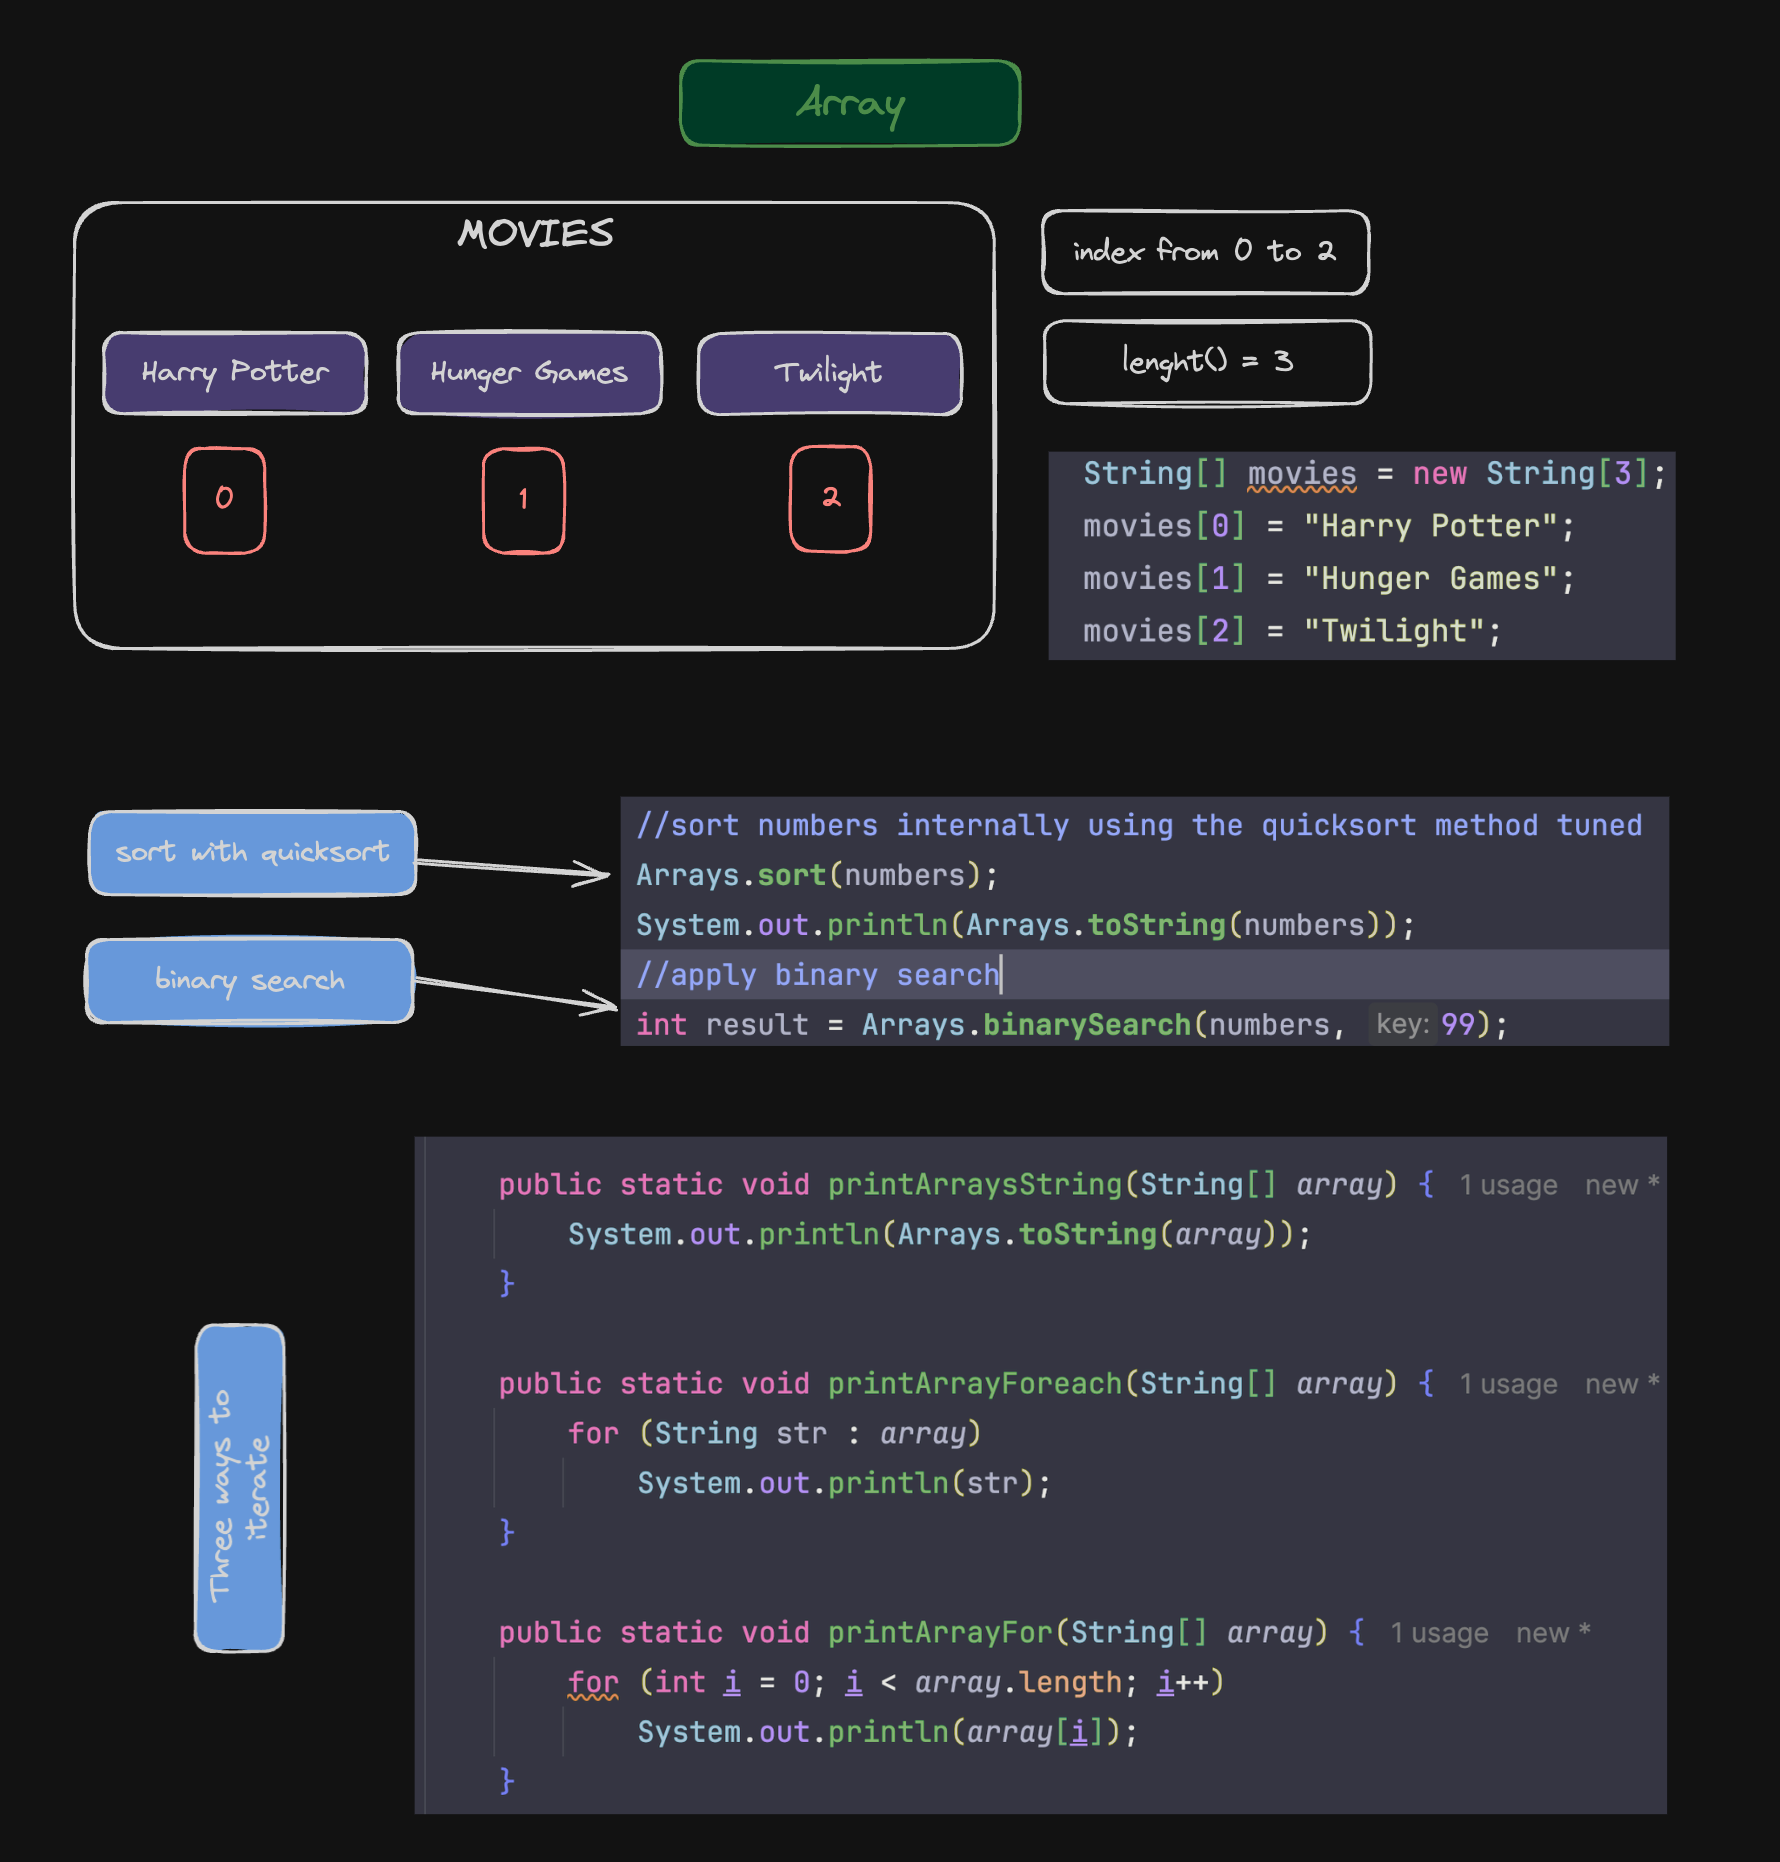 Array
MOVIES
Harry Potter
Hunger Games
Twilight
0
1
2
index from 0 to 2
lenght() = 3
String[] movies = new String[3];
movies[0] = "Harry Potter";
movies[1] = "Hunger Games";
movies[2] = "Twilight";
sort with quicksort
binary search
//sort numbers internally using the quicksort method tuned
Arrays.sort(numbers);
System.out.println(Arrays.toString(numbers));
//apply binary search
int result = Arrays.binarySearch(numbers, key: 99);
Three ways to
iterate
public static void printArraysString(String[] array) { 1 usage new *
System.out.println(Arrays.toString(array));
}
public static void printArrayForeach(String[] array) { 1 usage new *
for (String str : array)
System.out.println(str);
}
public static void printArrayFor(String[] array) { 1 usage new *
for (int i = 0; i < array.length; i++)
System.out.println(array[i]);
}